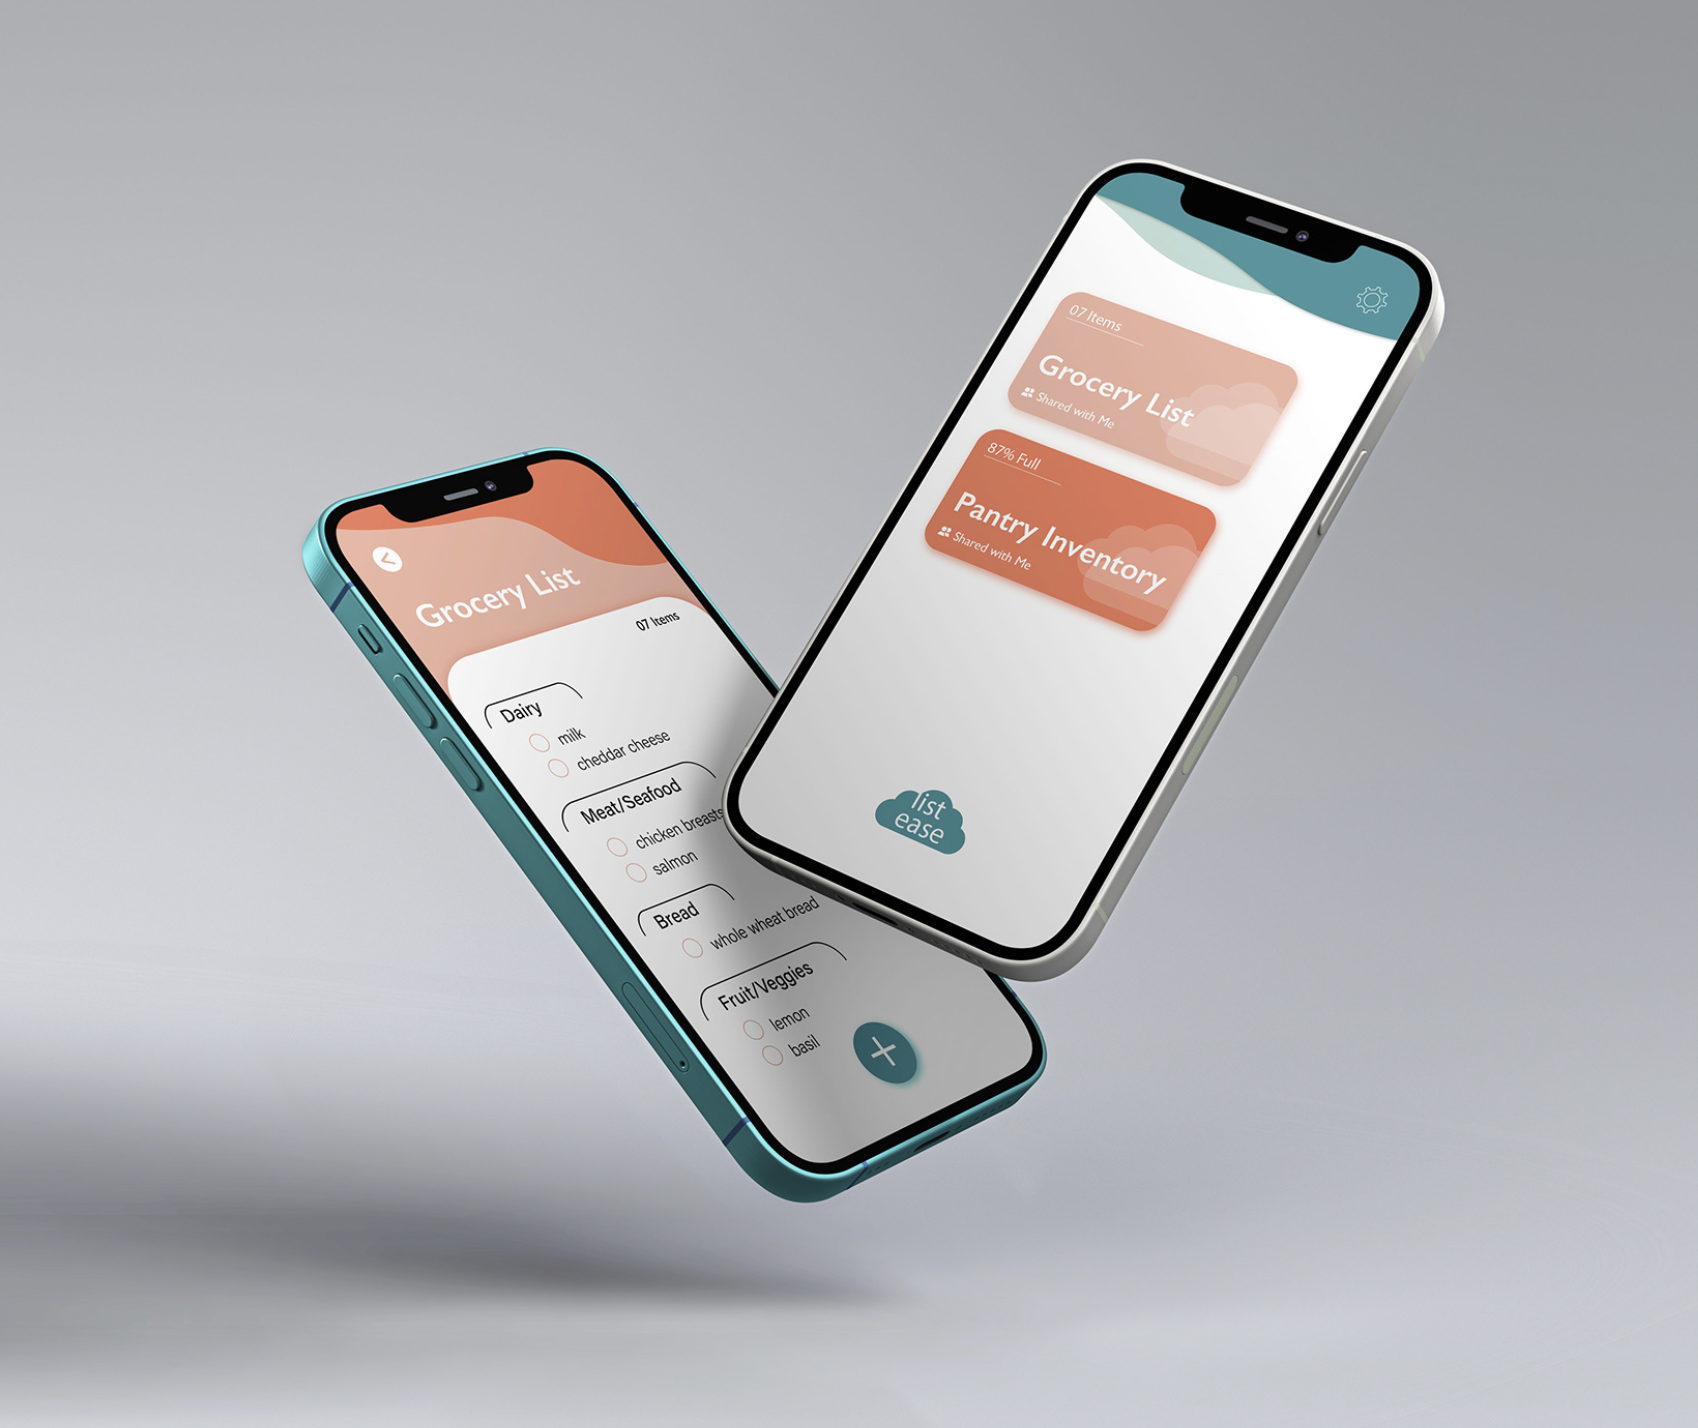 Grocery List
07 Items
Dairy
milk
cheddar cheese
Meat/Seafood
chicken breasts
salmon
Bread
whole wheat bread
Fruit/Veggies
lemon
basil
07 Items
Grocery List
Shared with Me
87% Full
Pantry Inventory
Shared with Me
list
ease